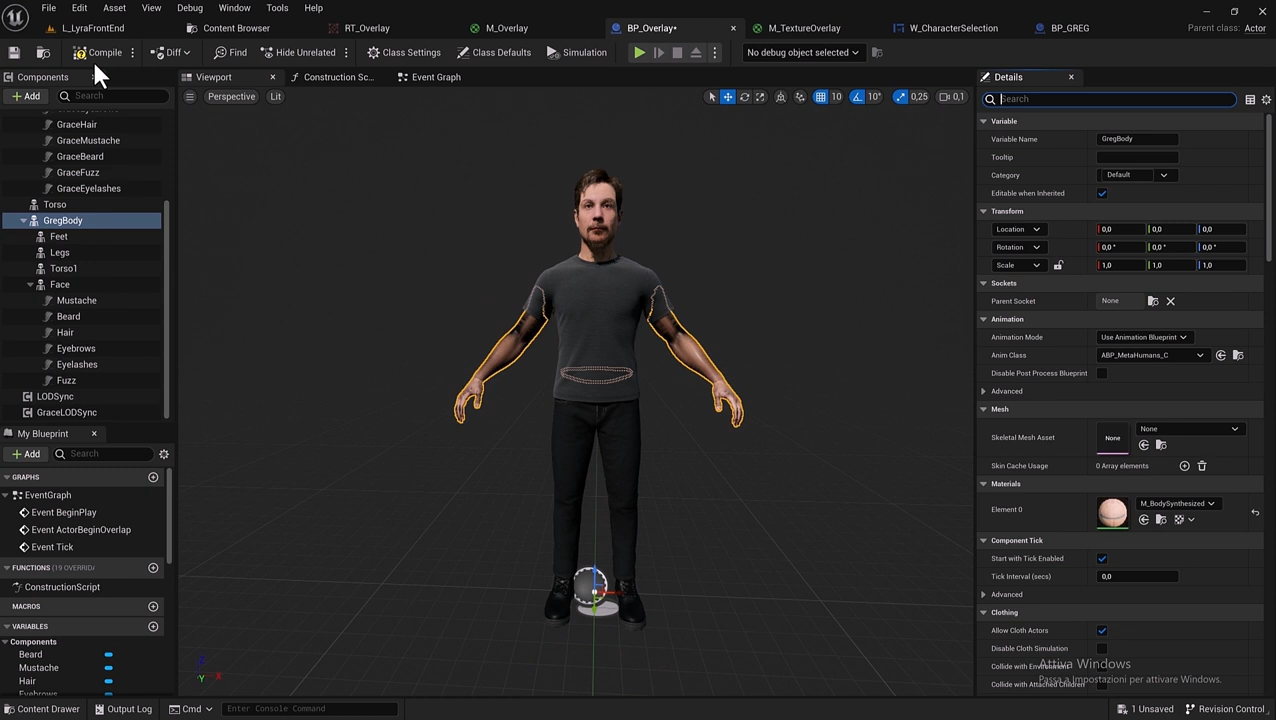 File Edit Asset View Debug Window Tools Help
Parent class: Actor
L_LyraFrontEnd Content Browser RT_Overlay M_Overlay BP_Overlay* M_TextureOverlay W_CharacterSelection BP_GREG
Compile Diff Find Hide Unrelated Class Settings Class Defaults Simulation No debug object selected
Components
Add Search
GraceHair
GraceMustache
GraceBeard
GraceFuzz
GraceEyelashes
Torso
GregBody
Feet
Legs
Torso1
Face
Mustache
Beard
Hair
Eyebrows
Eyelashes
Fuzz
LODSync
GraceLODSync
My Blueprint
Add Search
GRAPHS
EventGraph
Event BeginPlay
Event ActorBeginOverlap
Event Tick
FUNCTIONS (19 OVERRIDA
ConstructionScript
MACROS
VARIABLES
Components
Beard
Mustache
Hair
Viewport Construction Sc... Event Graph
Perspective Lit
10 10° 0,25 0,1
Z
Y X
Details
Search
Variable
Variable Name GregBody
Tooltip
Category Default
Editable when Inherited
Transform
Location 0,0 0,0 0,0
Rotation 0,0 ° 0,0 ° 0,0 °
Scale 1,0 1,0 1,0
Sockets
Parent Socket None
Animation
Animation Mode Use Animation Blueprint
Anim Class ABP_MetaHumans_C
Disable Post Process Blueprint
Advanced
Mesh
Skeletal Mesh Asset None None
Skin Cache Usage 0 Array elements
Materials
Element 0 M_BodySynthesized
Component Tick
Start with Tick Enabled
Tick Interval (secs) 0,0
Advanced
Clothing
Allow Cloth Actors
Disable Cloth Simulation
Collide with Environment
Collide with Attached Children
Attiva Windows
Passa a Impostazioni per attivare Windows.
Content Drawer Output Log Cmd Enter Console Command 1 Unsaved Revision Control